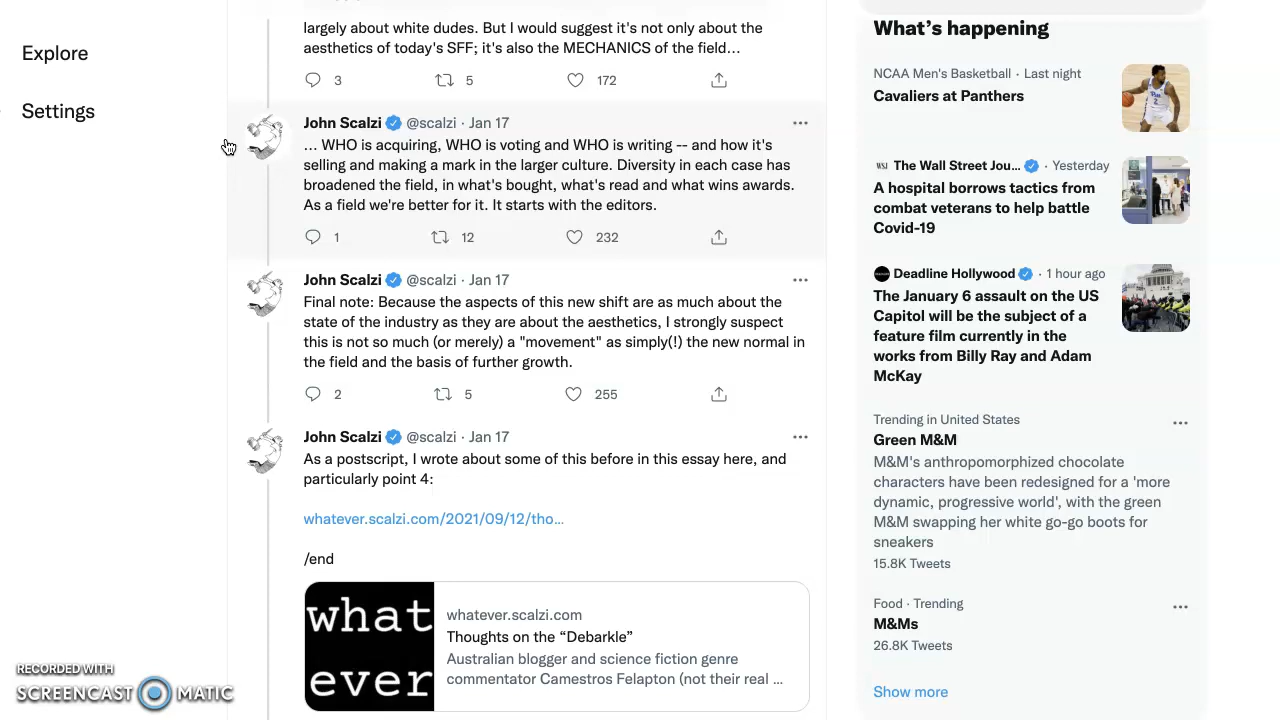 Explore
Settings
largely about white dudes. But I would suggest it's not only about the
aesthetics of today's SFF; it's also the MECHANICS of the field...
3 5 172
John Scalzi @scalzi · Jan 17
... WHO is acquiring, WHO is voting and WHO is writing -- and how it's
selling and making a mark in the larger culture. Diversity in each case has
broadened the field, in what's bought, what's read and what wins awards.
As a field we're better for it. It starts with the editors.
1 12 232
John Scalzi @scalzi · Jan 17
Final note: Because the aspects of this new shift are as much about the
state of the industry as they are about the aesthetics, I strongly suspect
this is not so much (or merely) a "movement" as simply(!) the new normal in
the field and the basis of further growth.
2 5 255
John Scalzi @scalzi · Jan 17
As a postscript, I wrote about some of this before in this essay here, and
particularly point 4:
whatever.scalzi.com/2021/09/12/tho...
/end
what
ever
whatever.scalzi.com
Thoughts on the “Debarkle”
Australian blogger and science fiction genre
commentator Camestros Felapton (not their real ...
What’s happening
NCAA Men's Basketball · Last night
Cavaliers at Panthers
WSJ The Wall Street Jou... · Yesterday
A hospital borrows tactics from
combat veterans to help battle
Covid-19
Deadline Hollywood · 1 hour ago
The January 6 assault on the US
Capitol will be the subject of a
feature film currently in the
works from Billy Ray and Adam
McKay
Trending in United States
Green M&M
M&M's anthropomorphized chocolate
characters have been redesigned for a 'more
dynamic, progressive world', with the green
M&M swapping her white go-go boots for
sneakers
15.8K Tweets
Food · Trending
M&Ms
26.8K Tweets
Show more
RECORDED WITH
SCREENCAST MATIC